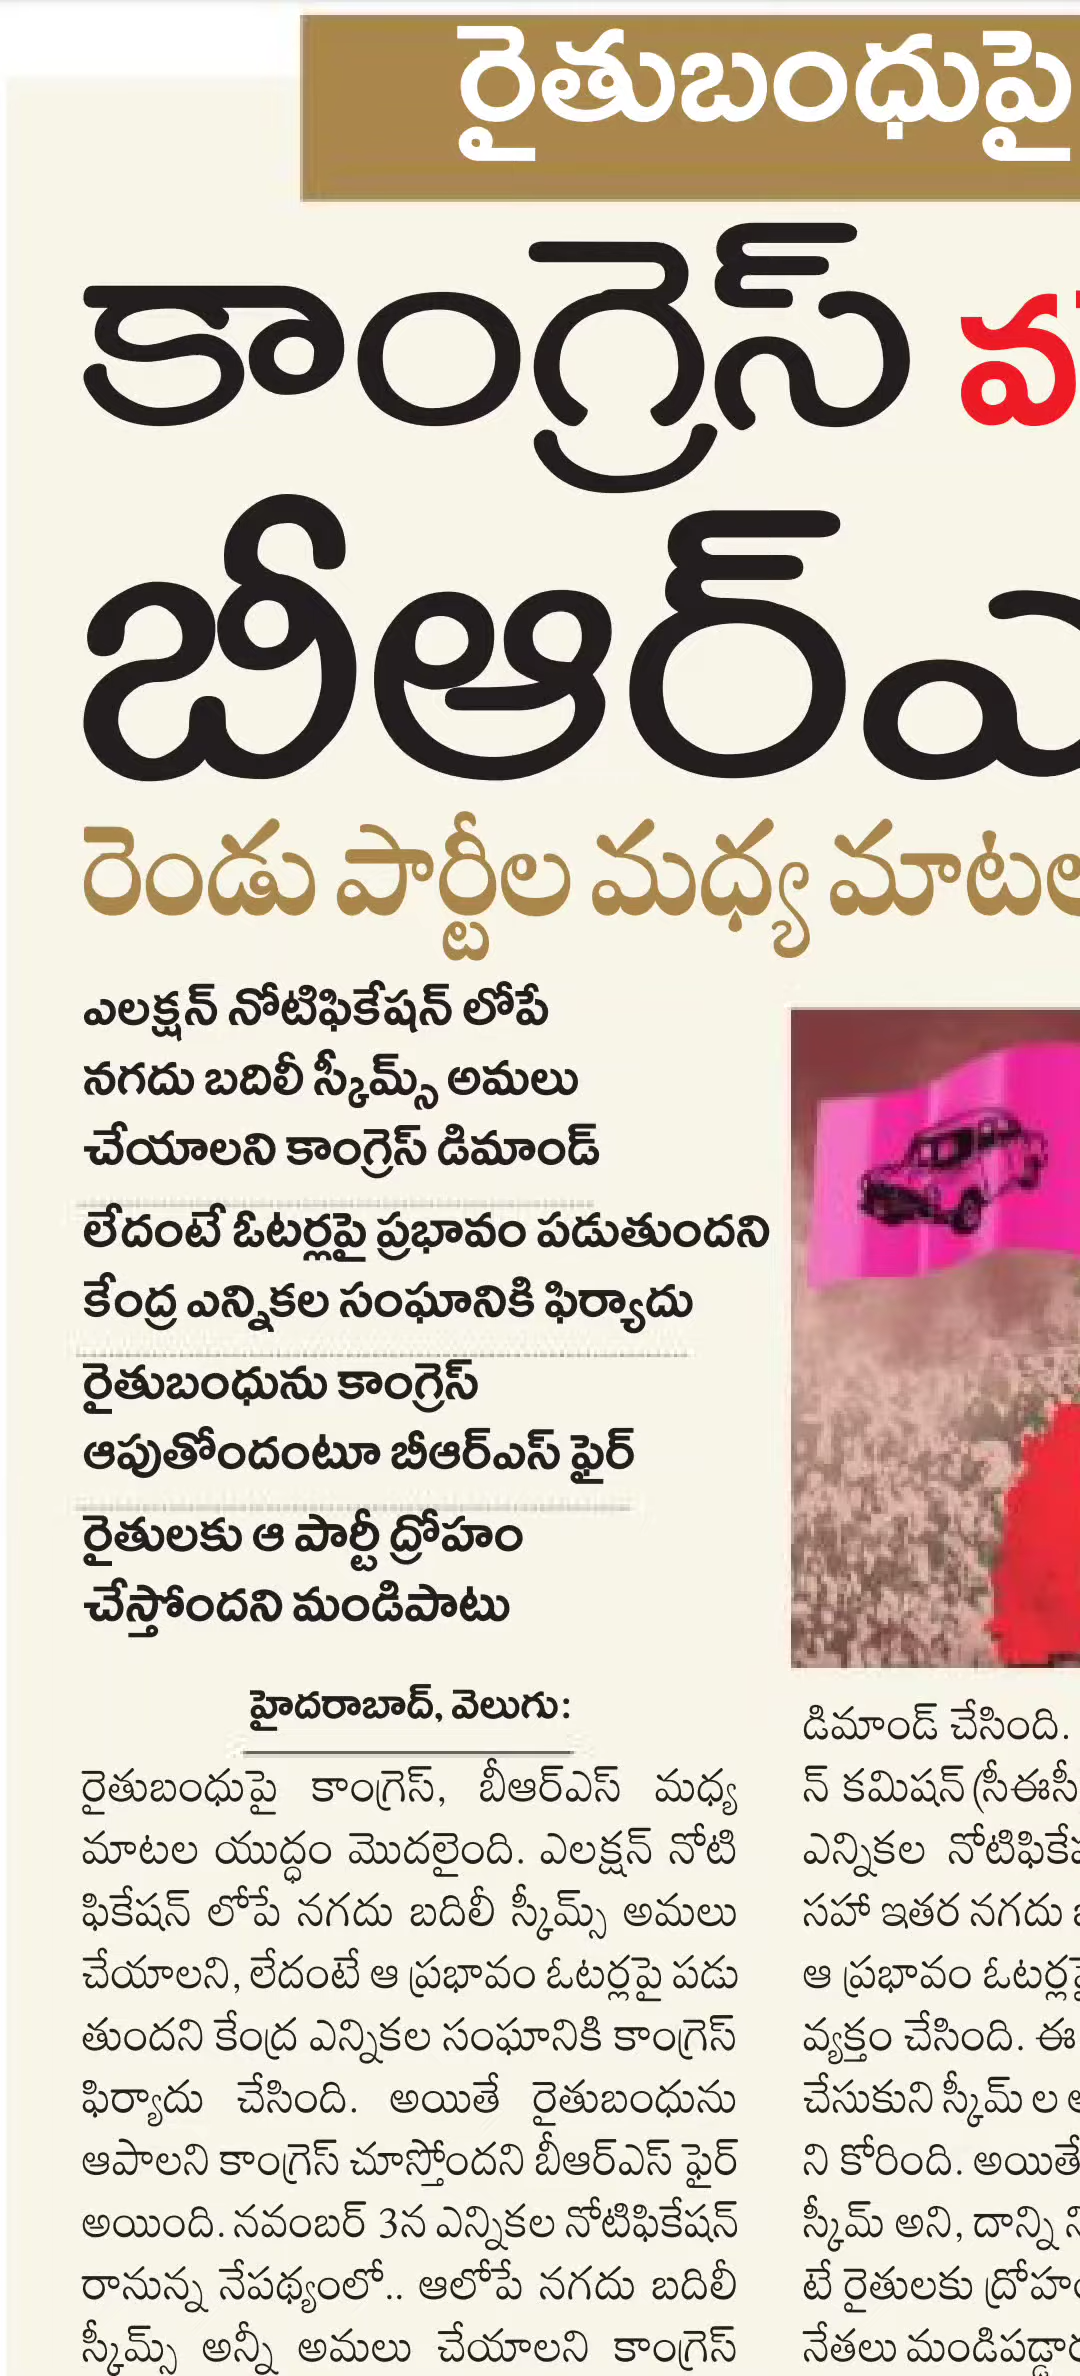 రైతుబంధుపై
కాంగ్రెస్
రెండు పార్టీల మధ్య
ఎలక్షన్ నోటిఫికేషన్ లోపే
నగదు బదిలీ స్కీమ్స్ అమలు
చేయాలని కాంగ్రెస్ డిమాండ్
లేదంటే ఓటర్లపై ప్రభావం పడుతుందని
కేంద్ర ఎన్నికల సంఘానికి ఫిర్యాదు
రైతుబంధును కాంగ్రెస్
ఆపుతోందంటూ బీఆర్ఎస్ ఫైర్
రైతులకు ఆ పార్టీ ద్రోహం
చేస్తోందని మండిపాటు
హైదరాబాద్, వెలుగు:
రైతుబంధుపై కాంగ్రెస్, బీఆర్ఎస్ మధ్య
మాటల యుద్ధం మొదలైంది. ఎలక్షన్ నోటి
ఫికేషన్ లోపే నగదు బదిలీ స్కీమ్స్ అమలు
చేయాలని, లేదంటే ఆ ప్రభావం ఓటర్లపై పడు
తుందని కేంద్ర ఎన్నికల సంఘానికి కాంగ్రెస్
ఫిర్యాదు చేసింది. అయితే రైతుబంధును
ఆపాలని కాంగ్రెస్ చూస్తోందని బీఆర్ఎస్ ఫైర్
అయింది. నవంబర్ 3న ఎన్నికల నోటిఫికేషన్
రానున్న నేపథ్యంలో.. ఆలోపే నగదు బదిలీ
స్కీమ్స్ అన్నీ అమలు చేయాలని కాంగ్రెస్
డిమాండ్ చేసింది.
న్ కమిషన్
ఎన్నికల
సహా ఇతర నగదు
ఆ ప్రభావం
వ్యక్తం చేసింది. ఈ
చేసుకుని స్కీమ్ ల
ని కోరింది. అయితే
స్కీమ్ అని, దాన్ని
టే రైతులకు
నేతలు